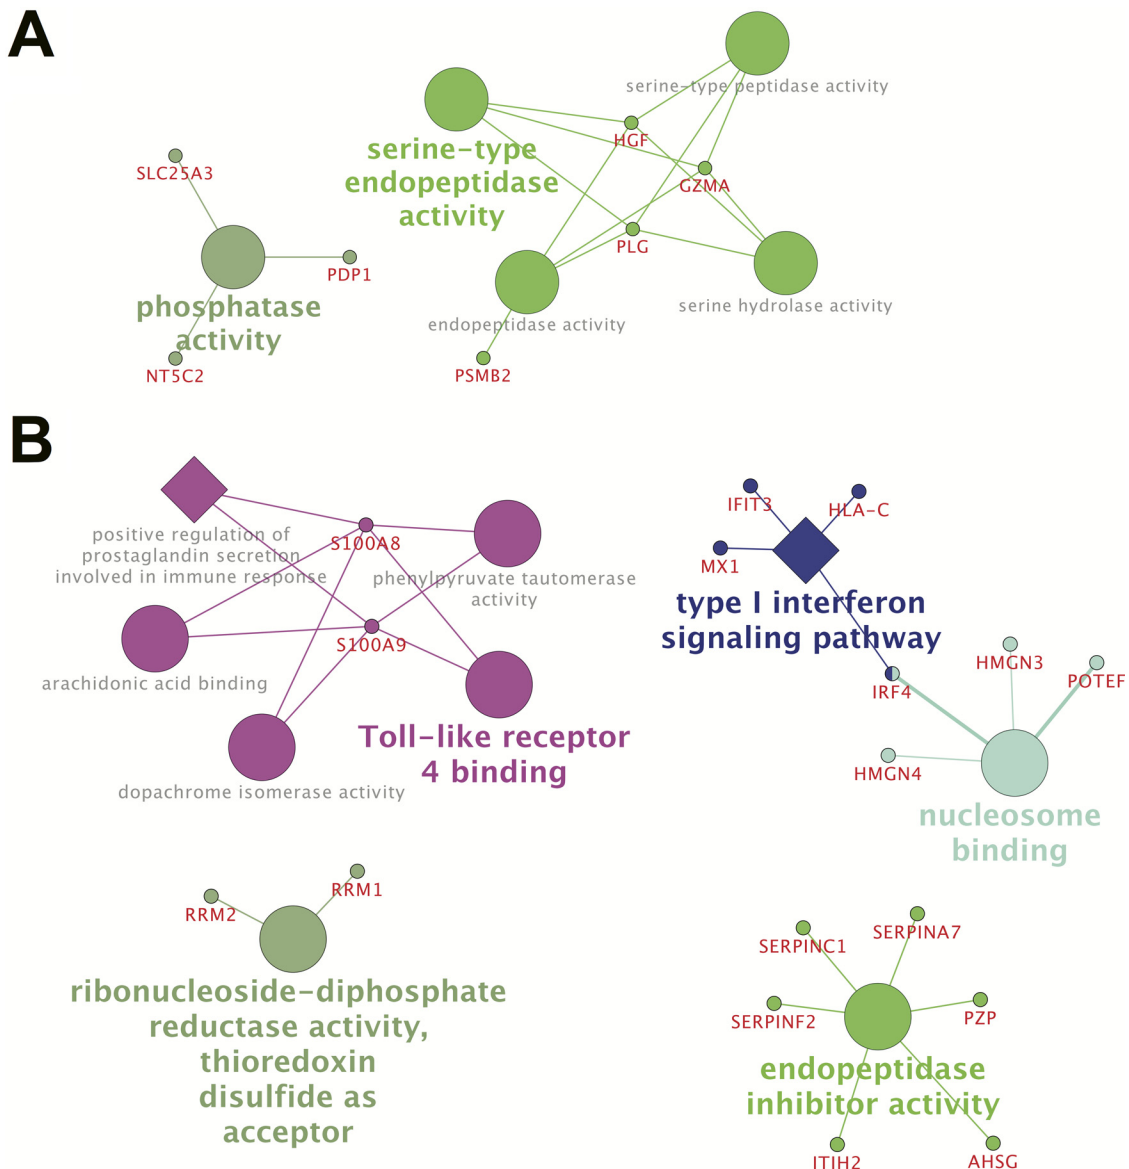 A
serine-type peptidase activity
HGF
serine-type
endopeptidase
activity
SLC25A3
GZMA
PLG
PDP1
phosphatase
activity
serine hydrolase activity
endopeptidase activity
NT5C2
PSMB2
B
positive regulation of
prostaglandin secretion
involved in immune response
S100A8
phenylpyruvate tautomerase
activity
S100A9
arachidonic acid binding
Toll-like receptor
4 binding
dopachrome isomerase activity
IFIT3
HLA-C
MX1
type I interferon
signaling pathway
HMGN3
POTEF
IRF4
HMGN4
nucleosome
binding
RRM1
RRM2
ribonucleoside-diphosphate
reductase activity,
thioredoxin
disulfide as
acceptor
SERPINA7
SERPINC1
SERPINF2
PZP
endopeptidase
inhibitor activity
ITIH2
AHSG